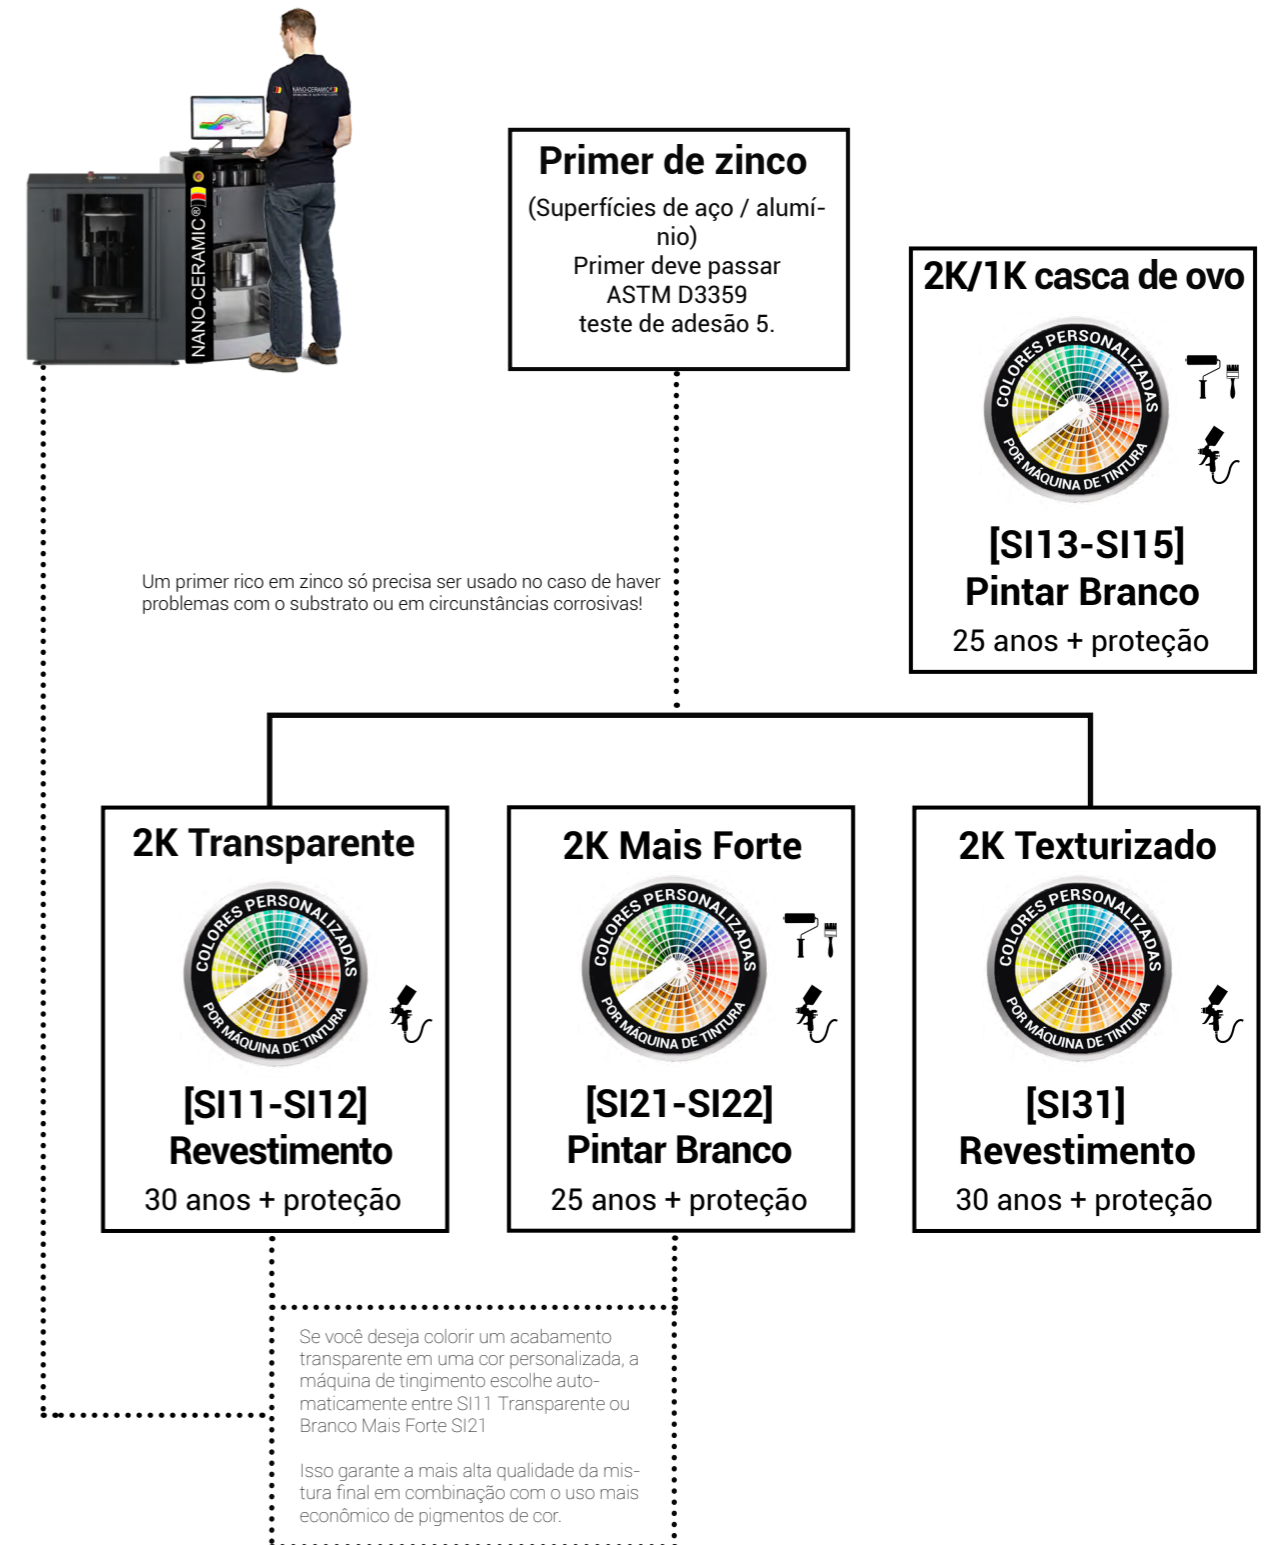 NANO-CERAMIC®
NANO-CERAMIC®
Primer de zinco
(Superfícies de aço / alumí-
nio)
Primer deve passar
ASTM D3359
teste de adesão 5.
2K/1K casca de ovo
COLORES PERSONALIZADAS
POR MÁQUINA DE TINTURA
[SI13-SI15]
Pintar Branco
25 anos + proteção
Um primer rico em zinco só precisa ser usado no caso de haver
problemas com o substrato ou em circunstâncias corrosivas!
2K Transparente
COLORES PERSONALIZADAS
POR MÁQUINA DE TINTURA
[SI11-SI12]
Revestimento
30 anos + proteção
2K Mais Forte
COLORES PERSONALIZADAS
POR MÁQUINA DE TINTURA
[SI21-SI22]
Pintar Branco
25 anos + proteção
2K Texturizado
COLORES PERSONALIZADAS
POR MÁQUINA DE TINTURA
[SI31]
Revestimento
30 anos + proteção
Se você deseja colorir um acabamento
transparente em uma cor personalizada, a
máquina de tingimento escolhe auto-
maticamente entre SI11 Transparente ou
Branco Mais Forte SI21
Isso garante a mais alta qualidade da mis-
tura final em combinação com o uso mais
econômico de pigmentos de cor.